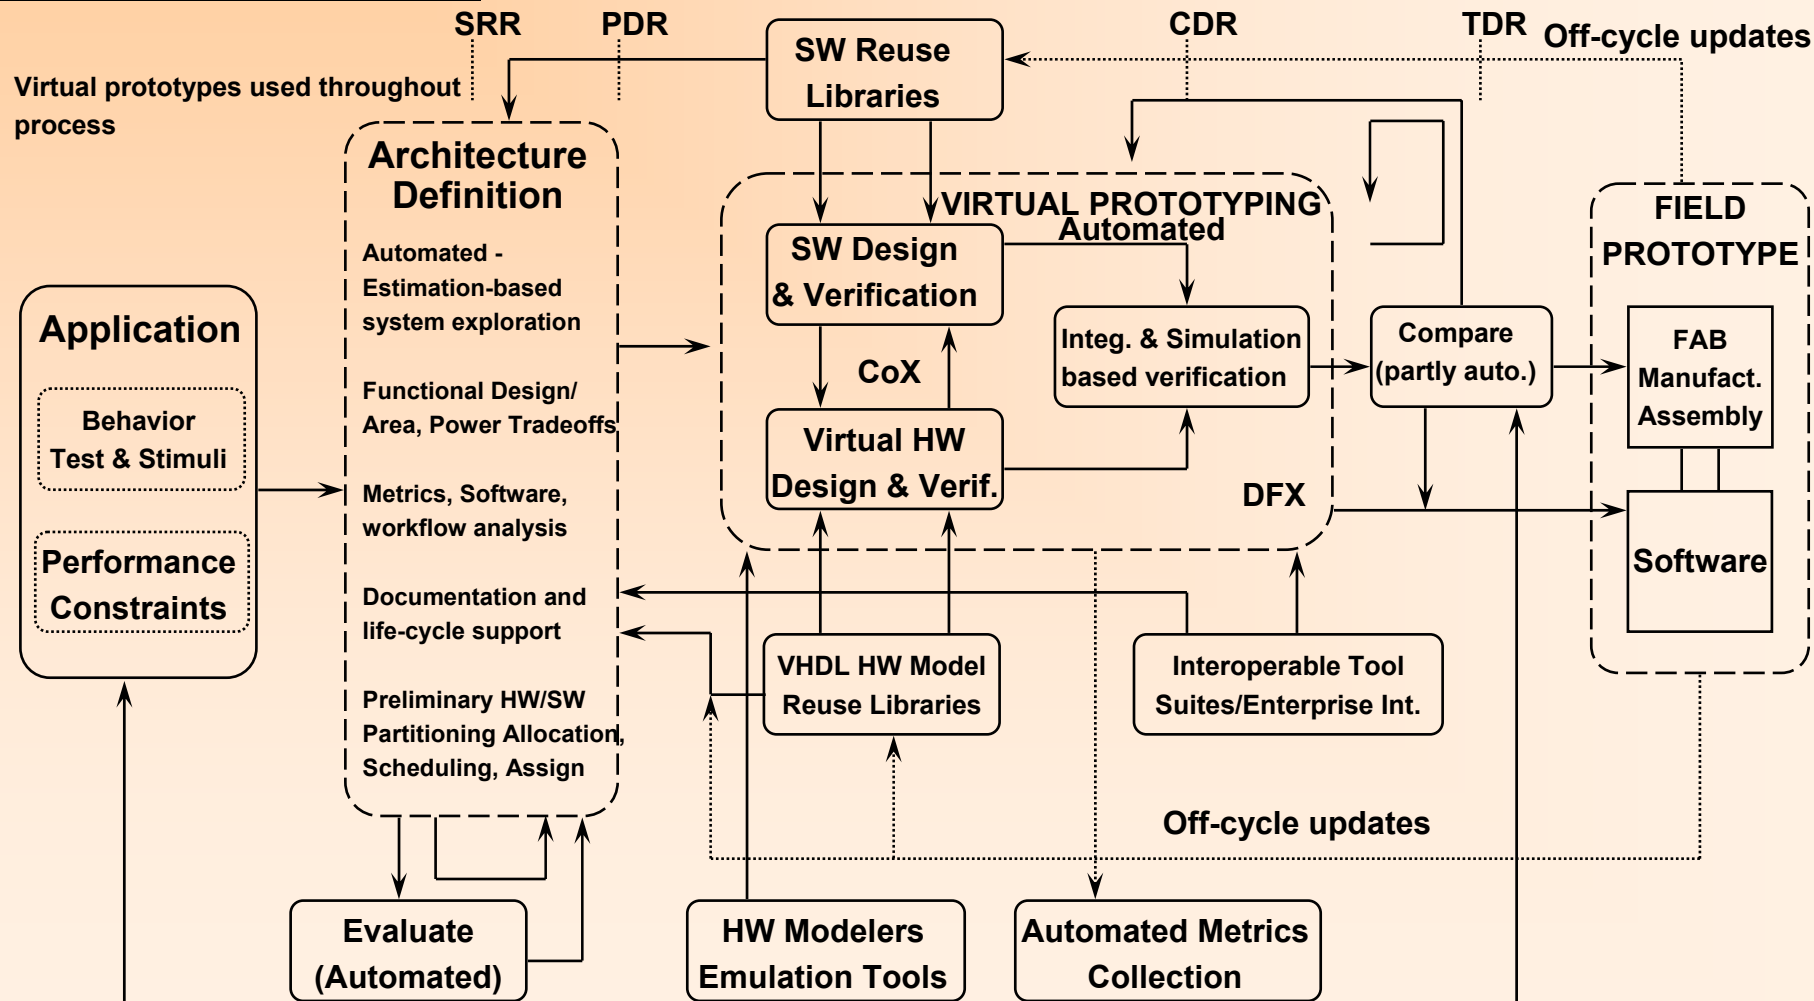 SRR
PDR
CDR
TDR
Off-cycle updates
SW Reuse
Libraries
Virtual prototypes used throughout
process
Architecture
Definition
Automated -
Estimation-based
system exploration
Functional Design/
Area, Power Tradeoffs
Metrics, Software,
workflow analysis
Documentation and
life-cycle support
Preliminary HW/SW
Partitioning Allocation,
Scheduling, Assign
Application
Behavior
Test & Stimuli
Performance
Constraints
VIRTUAL PROTOTYPING
Automated
SW Design
& Verification
CoX
Virtual HW
Design & Verif.
Integ. & Simulation
based verification
DFX
Compare
(partly auto.)
FIELD
PROTOTYPE
FAB
Manufact.
Assembly
Software
VHDL HW Model
Reuse Libraries
Interoperable Tool
Suites/Enterprise Int.
Off-cycle updates
Evaluate
(Automated)
HW Modelers
Emulation Tools
Automated Metrics
Collection